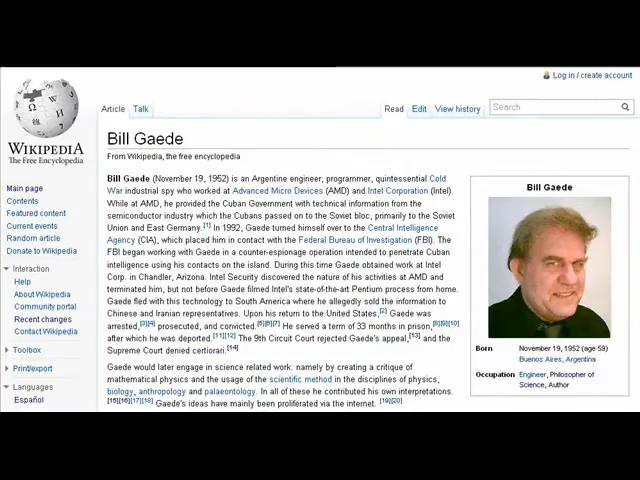 Log in / create account
Article Talk Read Edit View history Search
WIKIPEDIA
The Free Encyclopedia
Main page
Contents
Featured content
Current events
Random article
Donate to Wikipedia
Interaction
Help
About Wikipedia
Community portal
Recent changes
Contact Wikipedia
Toolbox
Print/export
Languages
Español
Bill Gaede
From Wikipedia, the free encyclopedia
Bill Gaede (November 19, 1952) is an Argentine engineer, programmer, quintessential Cold
War industrial spy who worked at Advanced Micro Devices (AMD) and Intel Corporation (Intel).
While at AMD, he provided the Cuban Government with technical information from the
semiconductor industry which the Cubans passed on to the Soviet bloc, primarily to the Soviet
Union and East Germany.[1] In 1992, Gaede turned himself over to the Central Intelligence
Agency (CIA), which placed him in contact with the Federal Bureau of Investigation (FBI). The
FBI began working with Gaede in a counter-espionage operation intended to penetrate Cuban
intelligence using his contacts on the island. During this time Gaede obtained work at Intel
Corp. in Chandler, Arizona. Intel Security discovered the nature of his activities at AMD and
terminated him, but not before Gaede filmed Intel's state-of-the-art Pentium process from home.
Gaede fled with this technology to South America where he allegedly sold the information to
Chinese and Iranian representatives. Upon his return to the United States,[2] Gaede was
arrested,[3][4] prosecuted, and convicted.[5][6][7] He served a term of 33 months in prison,[8][9][10]
after which he was deported.[11][12] The 9th Circuit Court rejected Gaede's appeal,[13] and the
Supreme Court denied certiorari.[14]
Gaede would later engage in science related work: namely by creating a critique of
mathematical physics and the usage of the scientific method in the disciplines of physics,
biology, anthropology and palaeontology. In all of these he contributed his own interpretations.
[15][16][17][18] Gaede's ideas have mainly been proliferated via the internet. [19][20]
Bill Gaede
Born November 19, 1952 (age 59)
Buenos Aires, Argentina
Occupation Engineer, Philosopher of
Science, Author